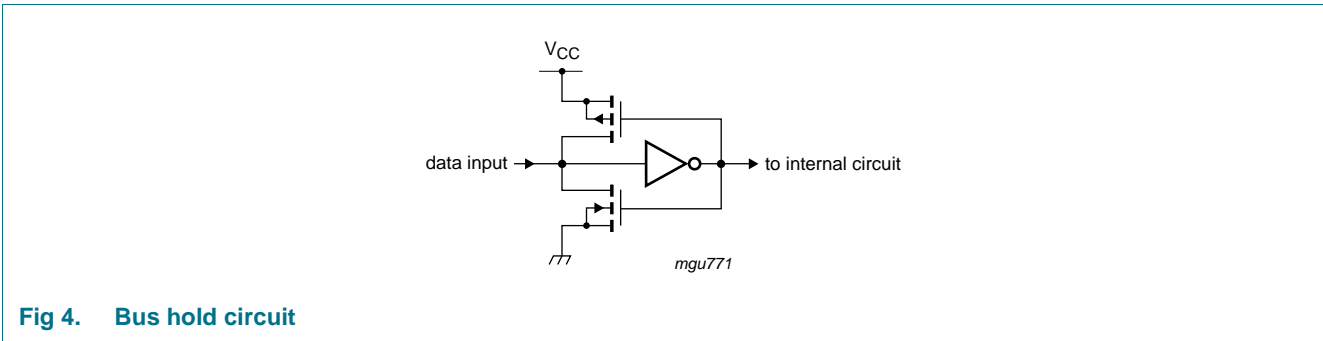 VCC
data input
to internal circuit
mgu771
Fig 4. Bus hold circuit